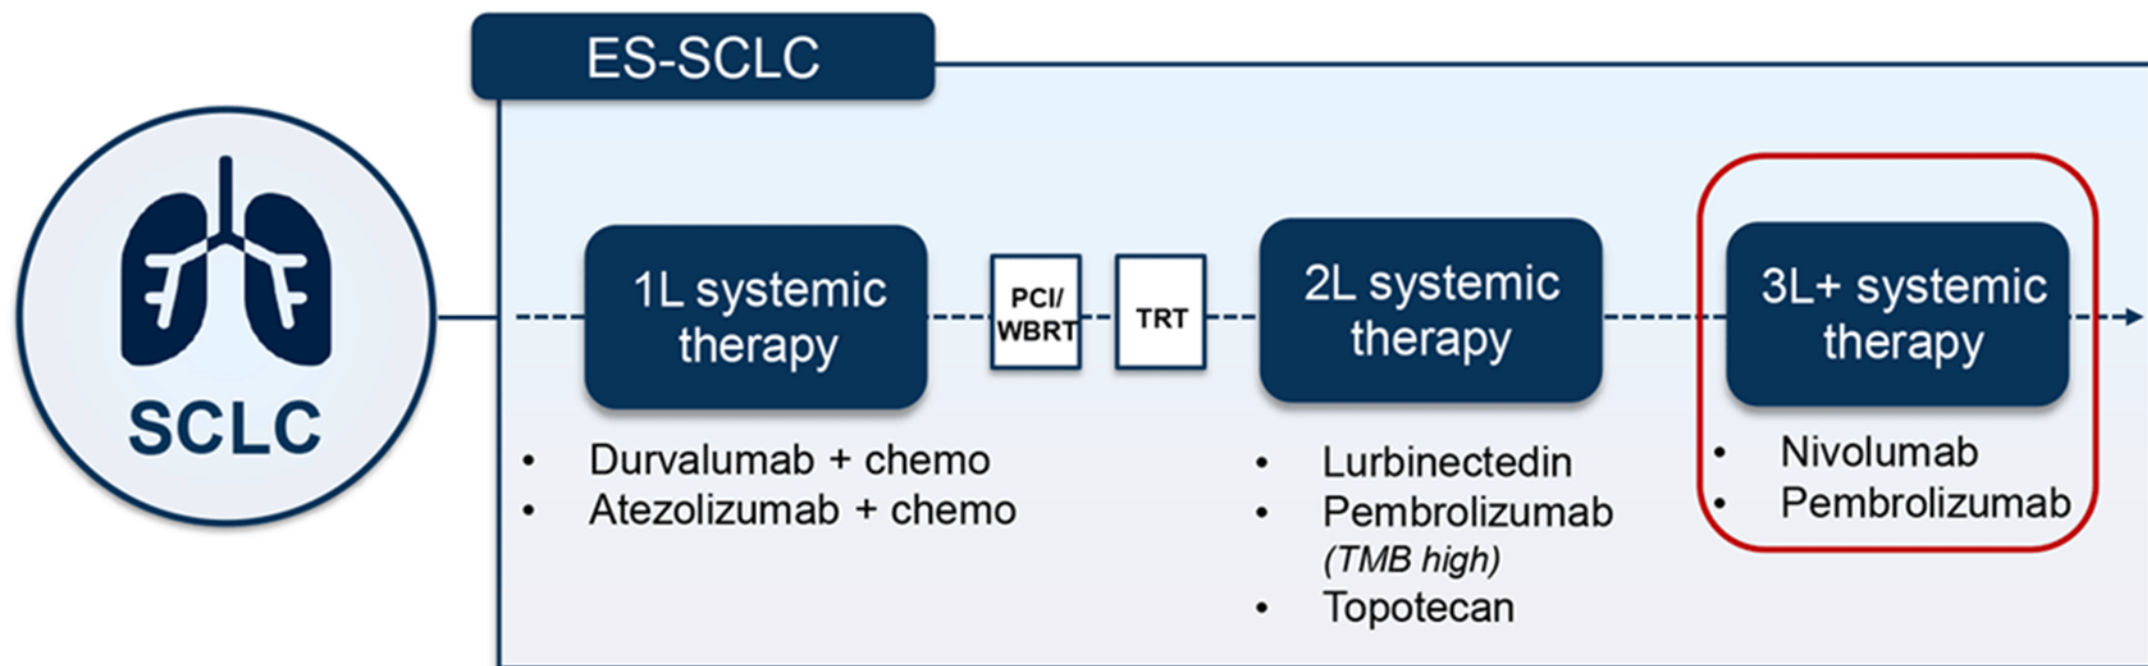 ES-SCLC
SCLC
1L systemic
therapy
• Durvalumab + chemo
• Atezolizumab + chemo
PCI/
WBRT
TRT
2L systemic
therapy
• Lurbinectedin
• Pembrolizumab
(TMB high)
• Topotecan
3L+ systemic
therapy
• Nivolumab
• Pembrolizumab